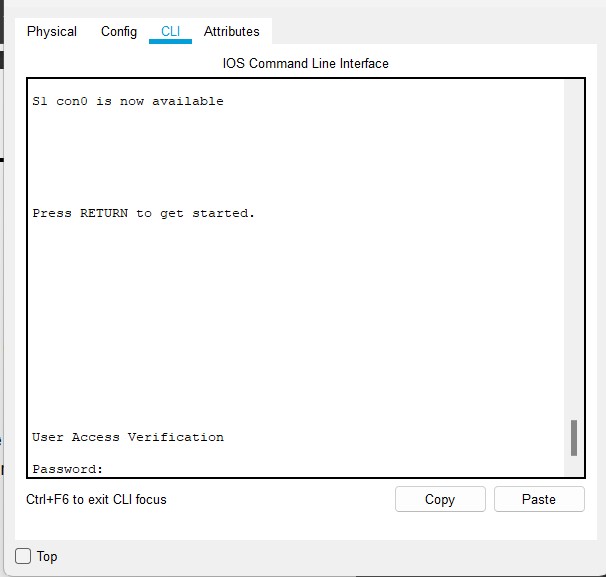 Physical Config CLI Attributes
IOS Command Line Interface
S1 con0 is now available
Press RETURN to get started.
User Access Verification
Password:
Ctrl+F6 to exit CLI focus
Copy Paste
Top